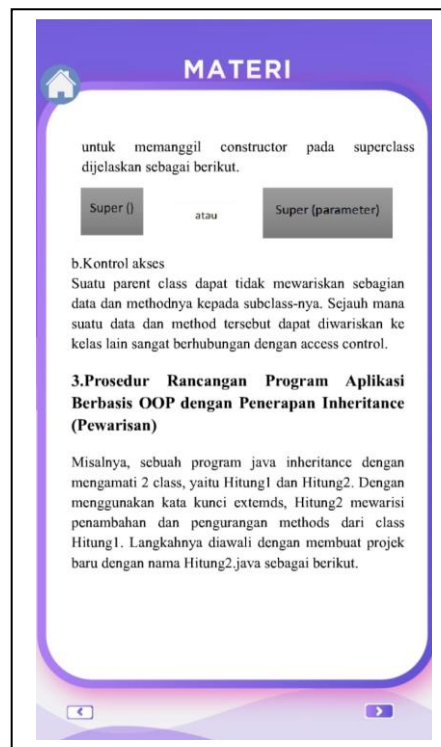 MATERI
untuk memanggil constructor pada superclass
dijelaskan sebagai berikut.
Super () atau Super (parameter)
b.Kontrol akses
Suatu parent class dapat tidak mewariskan sebagian
data dan methodnya kepada subclass-nya. Sejauh mana
suatu data dan method tersebut dapat diwariskan ke
kelas lain sangat berhubungan dengan access control.
3.Prosedur Rancangan Program Aplikasi
Berbasis OOP dengan Penerapan Inheritance
(Pewarisan)
Misalnya, sebuah program java inheritance dengan
mengamati 2 class, yaitu Hitung1 dan Hitung2. Dengan
menggunakan kata kunci extemds, Hitung2 mewarisi
penambahan dan pengurangan methods dari class
Hitung1. Langkahnya diawali dengan membuat projek
baru dengan nama Hitung2.java sebagai berikut.